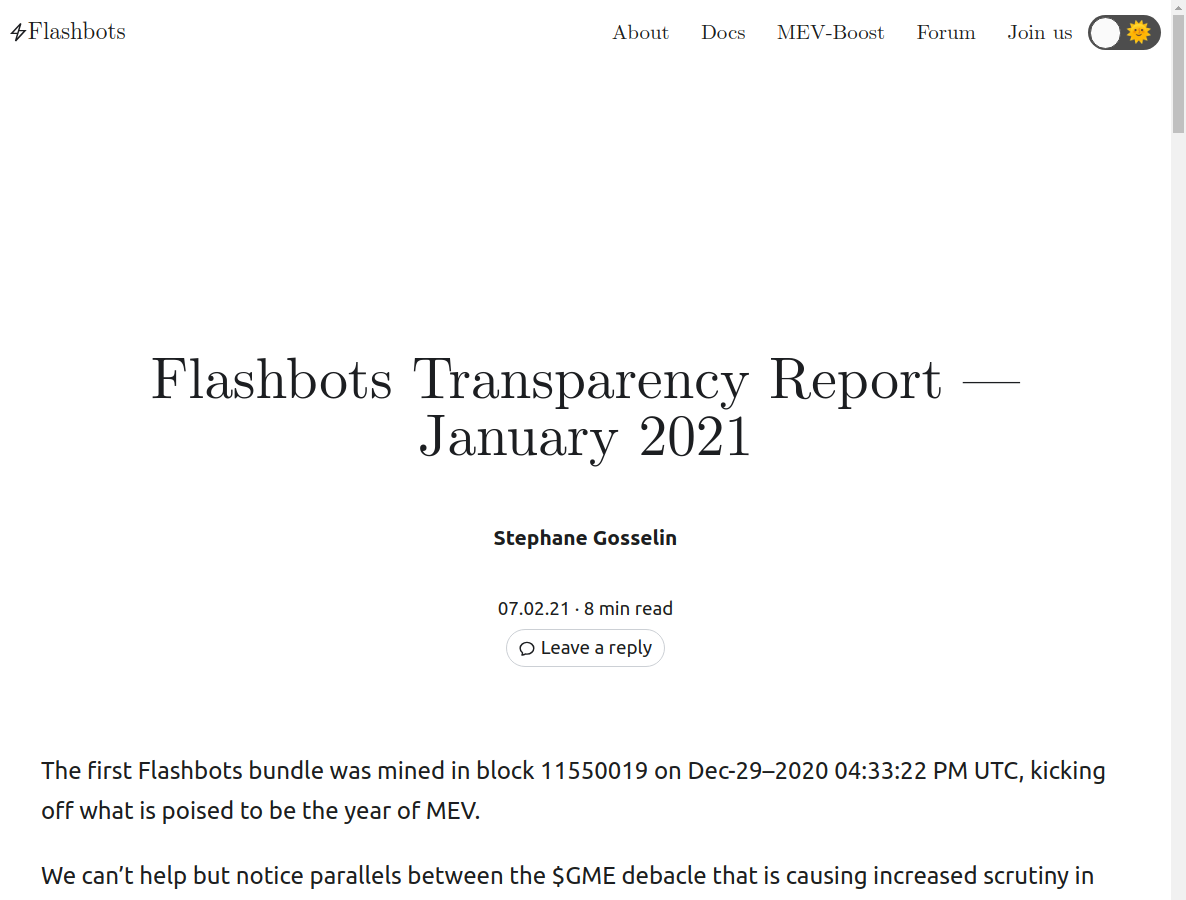 Flashbots
About Docs MEV-Boost Forum Join us
Flashbots Transparency Report —
January 2021
Stephane Gosselin
07.02.21 · 8 min read
Leave a reply
The first Flashbots bundle was mined in block 11550019 on Dec-29–2020 04:33:22 PM UTC, kicking
off what is poised to be the year of MEV.
We can’t help but notice parallels between the $GME debacle that is causing increased scrutiny in